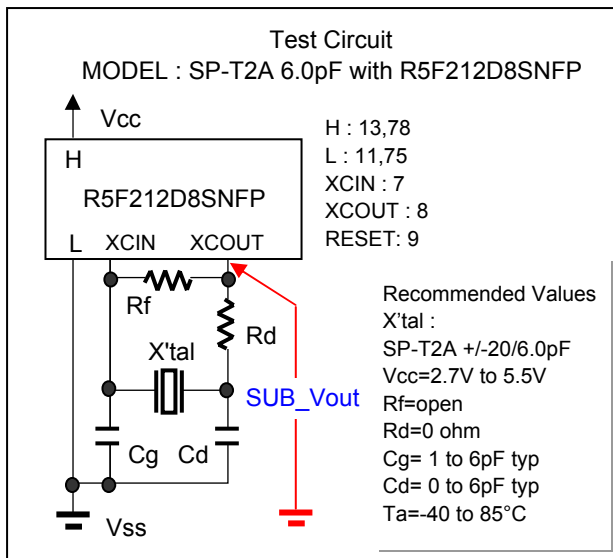 Test Circuit
MODEL : SP-T2A 6.0pF with R5F212D8SNFP
Vcc
H
R5F212D8SNFP
L XCIN XCOUT
H : 13,78
L : 11,75
XCIN : 7
XCOUT : 8
RESET: 9
Rf
Rd
X'tal
SUB_Vout
Cg Cd
Vss
Recommended Values
X'tal :
SP-T2A +/-20/6.0pF
Vcc=2.7V to 5.5V
Rf=open
Rd=0 ohm
Cg= 1 to 6pF typ
Cd= 0 to 6pF typ
Ta=-40 to 85°C